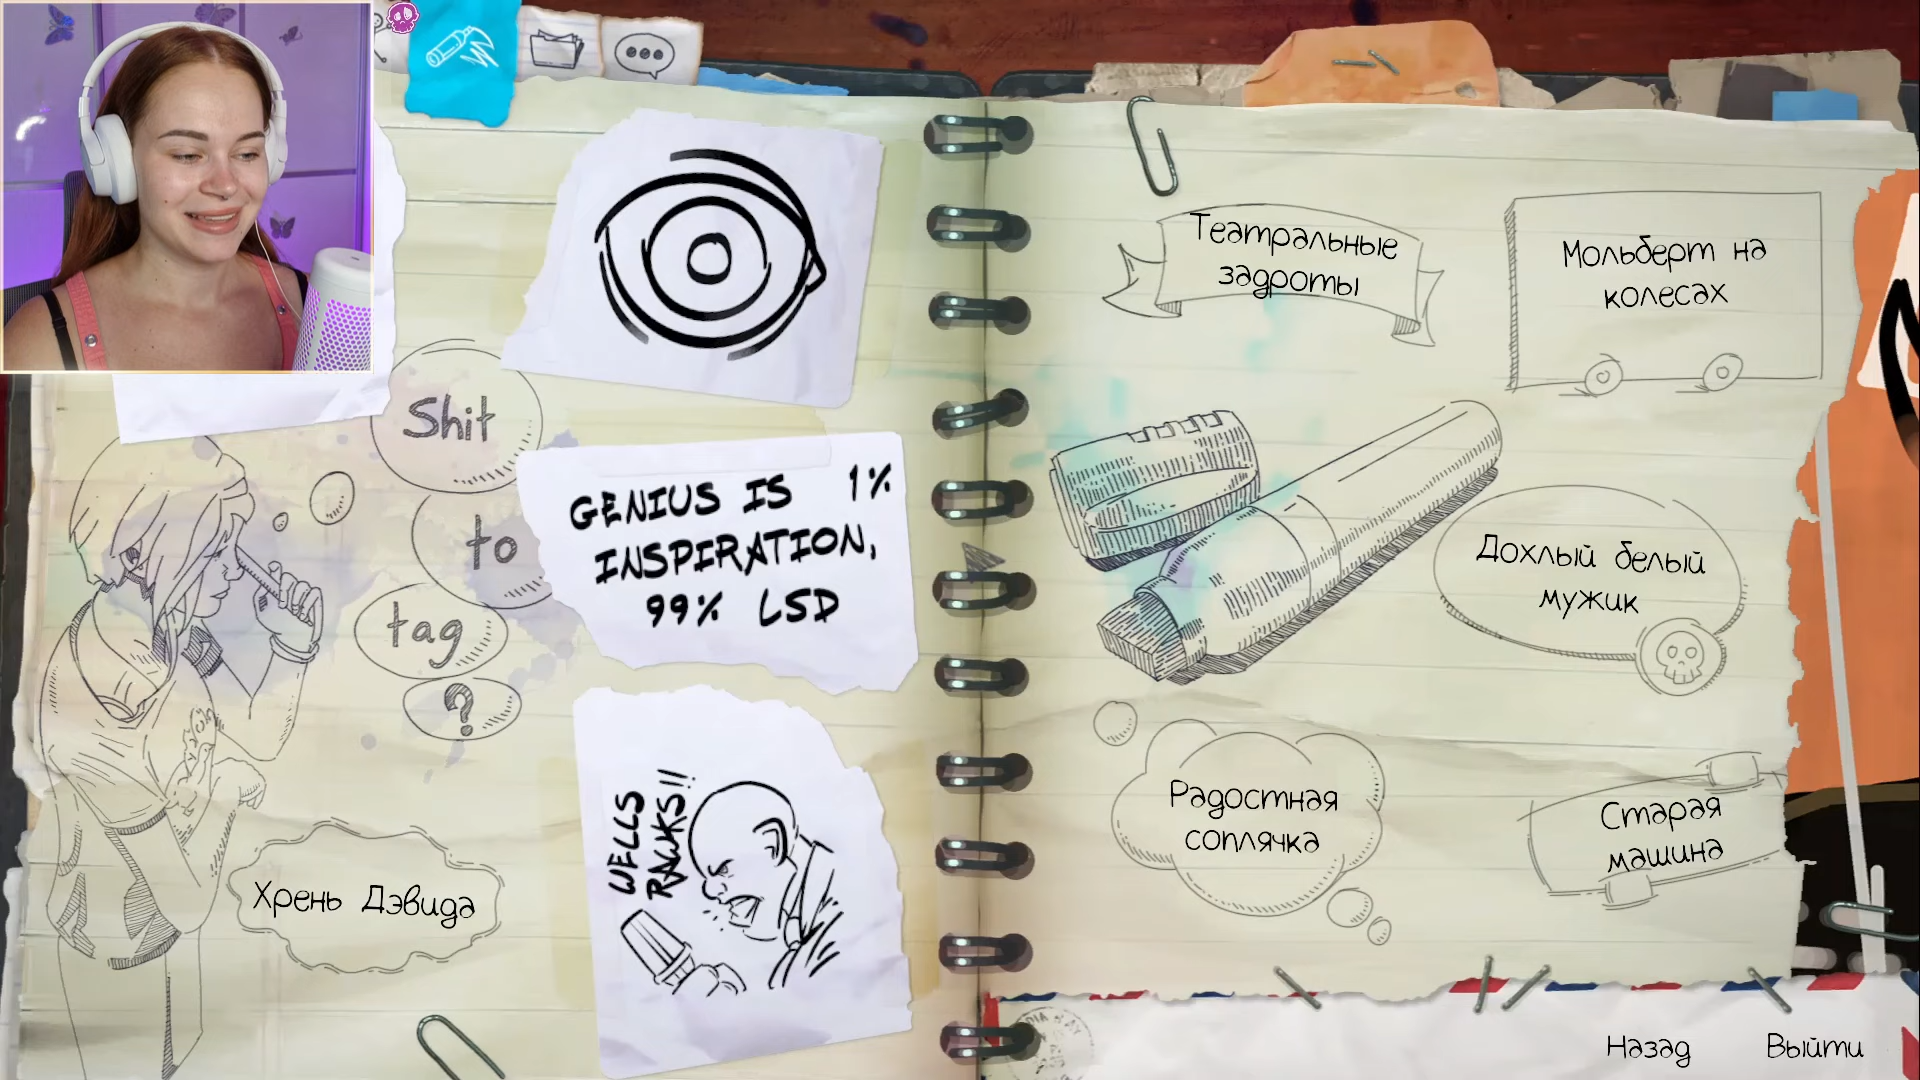 Shit
to
tag
?
GENIUS IS 1%
INSPIRATION,
99% LSD
WELLS
RAWKS!!
Хрень Дэвида
Театральные
задроты
Мольберт на
колесах
Дохлый белый
мужик
Радостная
соплячка
Старая
машина
Назад
Выйти